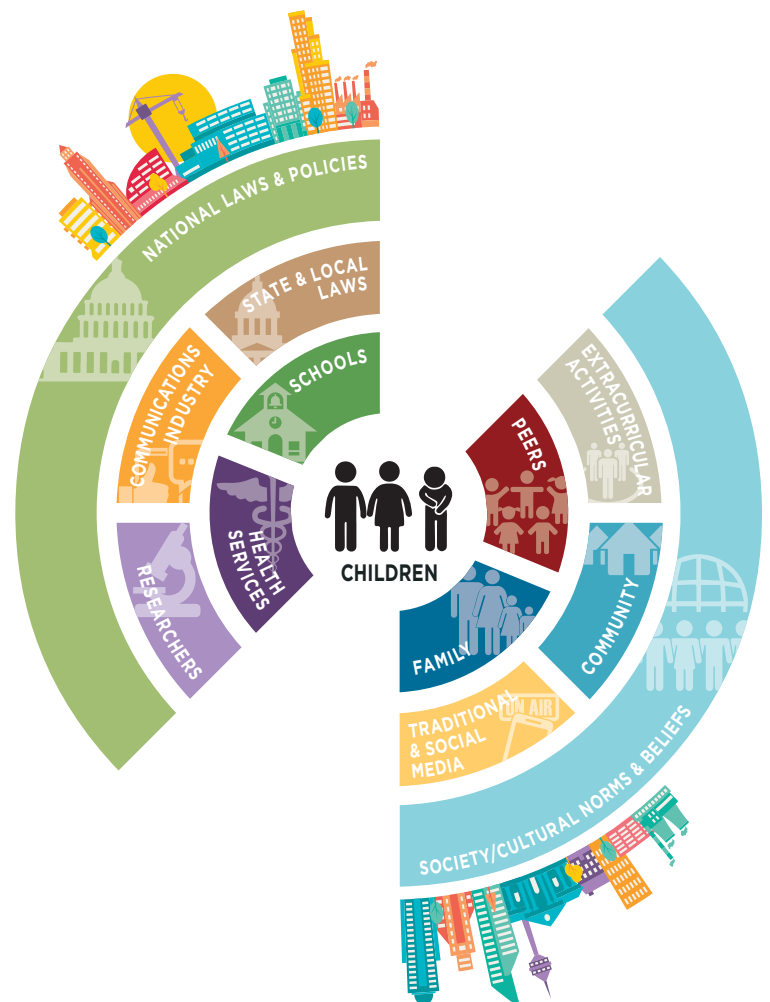 NATIONAL LAWS & POLICIES
STATE & LOCAL
LAWS
COMMUNICATIONS
INDUSTRY
SCHOOLS
HEALTH
SERVICES
RESEARCHERS
CHILDREN
PEERS
EXTRACURRICULAR
ACTIVITIES
FAMILY
COMMUNITY
TRADITIONAL
& SOCIAL
MEDIA
ON AIR
SOCIETY/CULTURAL NORMS & BELIEFS